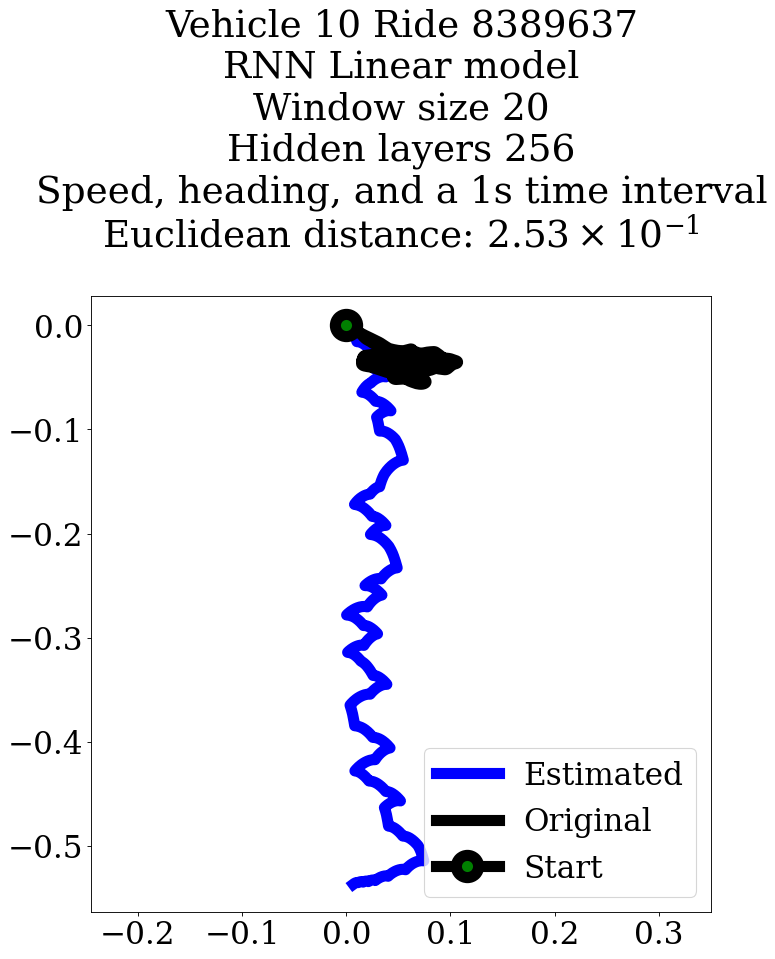 Vehicle 10 Ride 8389637
RNN Linear model
Window size 20
Hidden layers 256
Speed, heading, and a 1s time interval
Euclidean distance: 2.53 × 10⁻¹
0.0
−0.1
−0.2
−0.3
−0.4
−0.5
Estimated
Original
Start
−0.2 −0.1 0.0 0.1 0.2 0.3